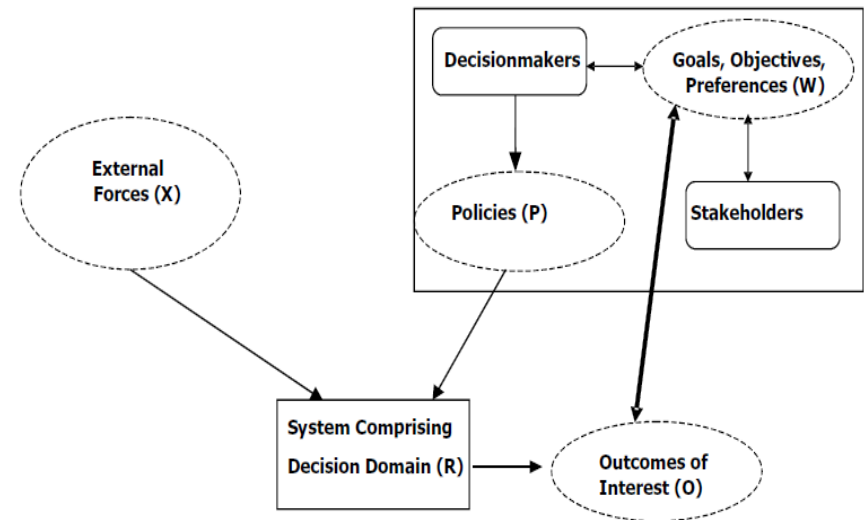 Decisionmakers
Goals, Objectives,
Preferences (W)
External
Forces (X)
Policies (P)
Stakeholders
System Comprising
Decision Domain (R)
Outcomes of
Interest (O)